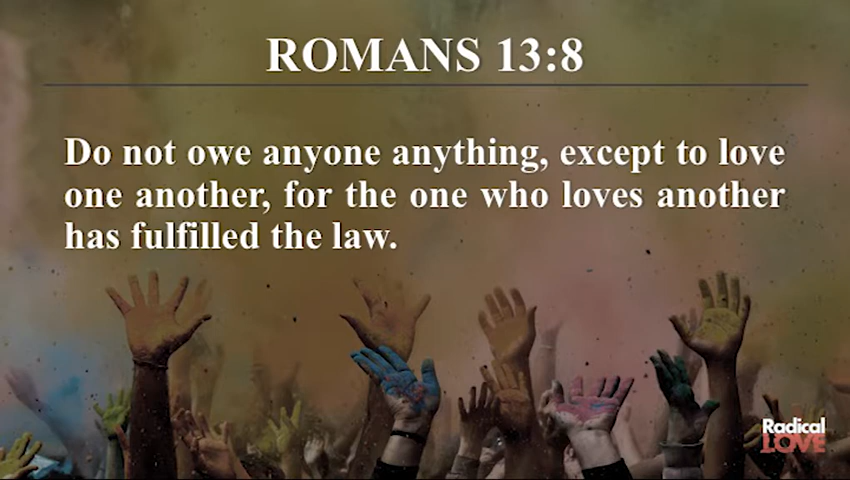 ROMANS 13:8
Do not owe anyone anything, except to love
one another, for the one who loves another
has fulfilled the law.
Radical
LOVE